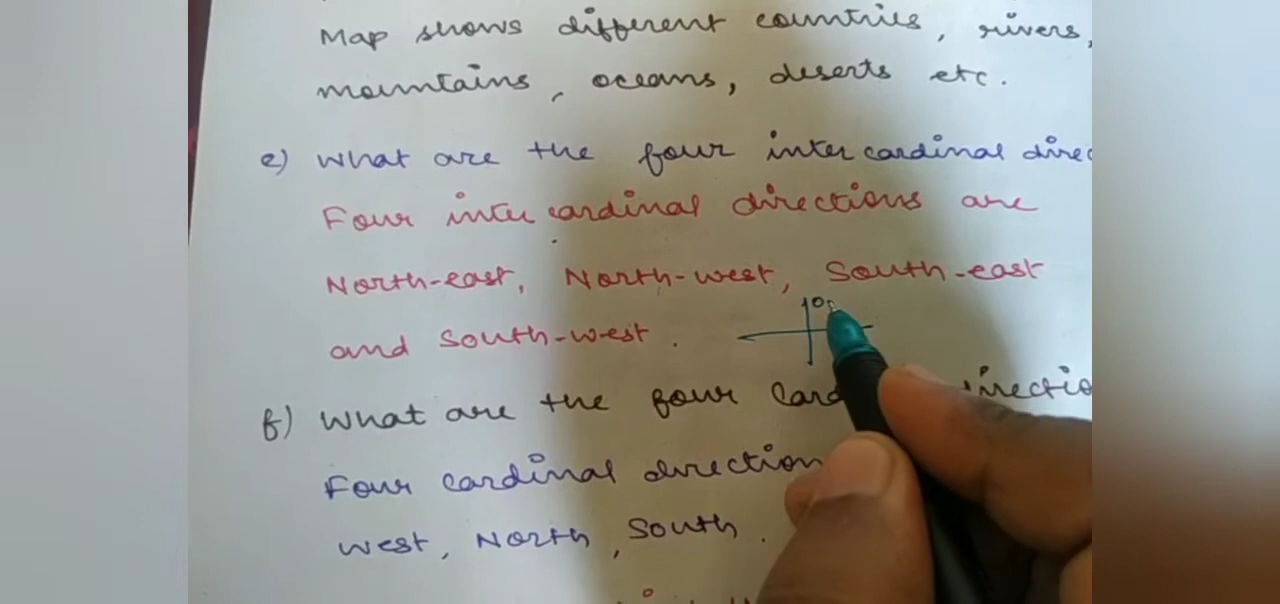 Map shows different countries, rivers,
mountains, oceans, deserts etc.
e) What are the four inter cardinal direc
Four inter cardinal directions are
North-east, North-west, South-east
and South-west.
f) What are the four
Four cardinal direction
west, North, South.